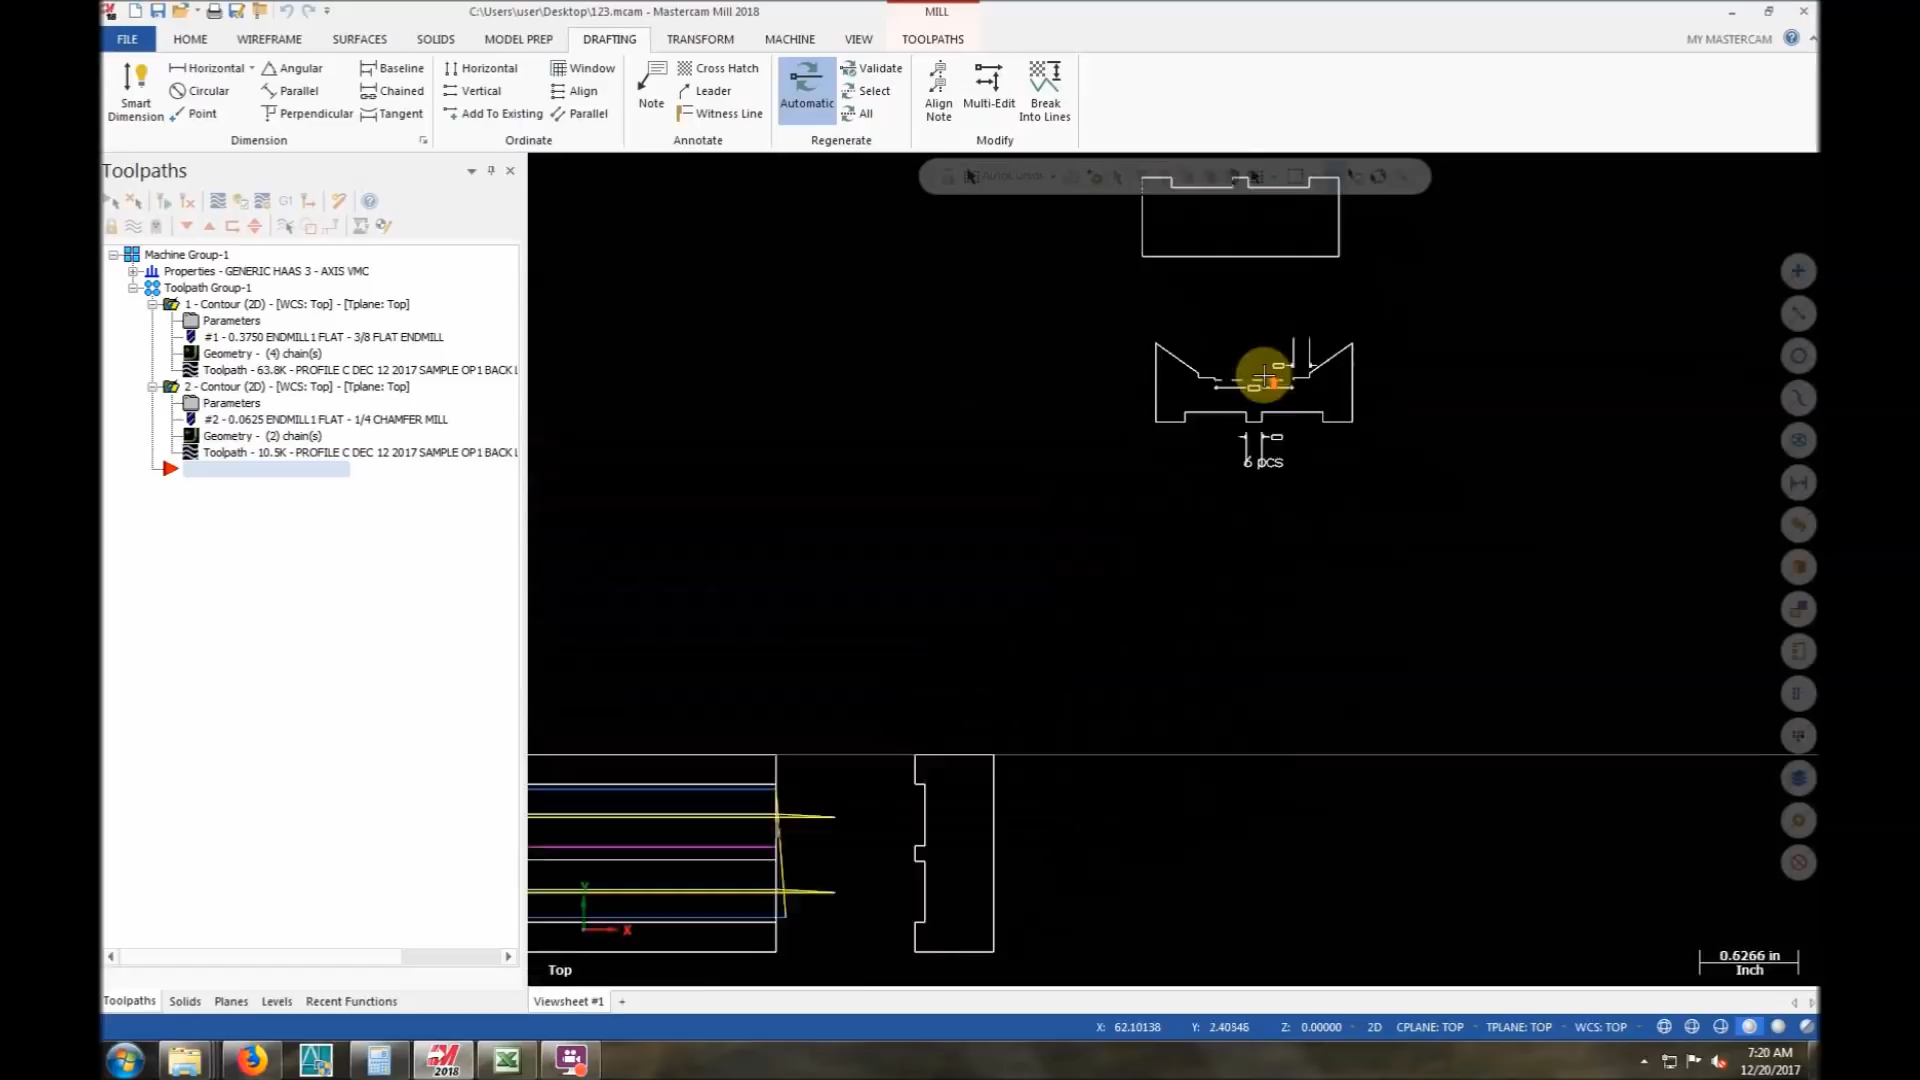 C:\Users\user\Desktop\123.mcam - Mastercam Mill 2018
MILL
FILE HOME WIREFRAME SURFACES SOLIDS MODEL PREP DRAFTING TRANSFORM MACHINE VIEW TOOLPATHS MY MASTERCAM
Smart Dimension
Horizontal Angular Baseline
Circular Parallel Chained
Point Perpendicular Tangent
Dimension
Horizontal Window
Vertical Align
Add To Existing Parallel
Ordinate
Note
Cross Hatch
Leader
Witness Line
Annotate
Automatic
Validate
Select
All
Regenerate
Align Note
Multi-Edit
Break Into Lines
Modify
Toolpaths
G1
Machine Group-1
Properties - GENERIC HAAS 3 - AXIS VMC
Toolpath Group-1
1 - Contour (2D) - [WCS: Top] - [Tplane: Top]
Parameters
#1 - 0.3750 ENDMILL1 FLAT - 3/8 FLAT ENDMILL
Geometry - (4) chain(s)
Toolpath - 63.8K - PROFILE C DEC 12 2017 SAMPLE OP1 BACK L
2 - Contour (2D) - [WCS: Top] - [Tplane: Top]
Parameters
#2 - 0.0625 ENDMILL1 FLAT - 1/4 CHAMFER MILL
Geometry - (2) chain(s)
Toolpath - 10.5K - PROFILE C DEC 12 2017 SAMPLE OP1 BACK L
6 pcs
X
Top
0.6266 in
Inch
Toolpaths Solids Planes Levels Recent Functions
Viewsheet #1 +
X: 62.10138 Y: 2.40846 Z: 0.00000 2D CPLANE: TOP TPLANE: TOP WCS: TOP
2018
7:20 AM
12/20/2017